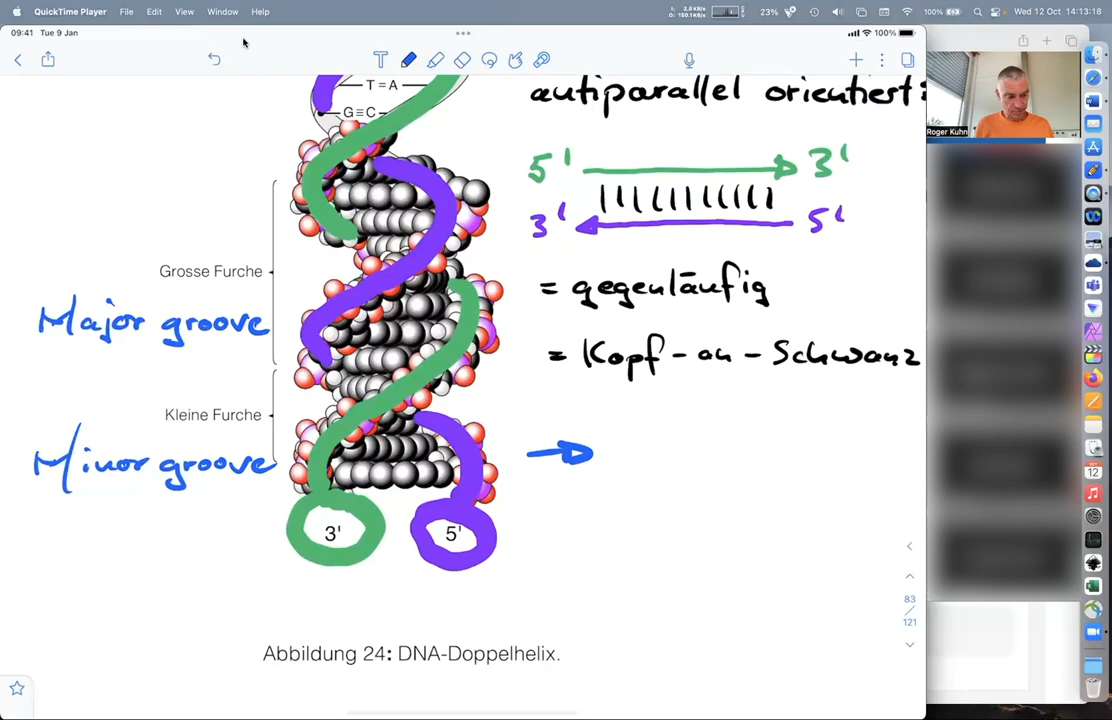 QuickTime Player File Edit View Window Help
23% 100% Wed 12 Oct 14:13:18
09:41 Tue 9 Jan
100%
T=A
G≡C
antiparallel orientiert:
5' 3'
3' 5'
Grosse Furche
= gegenläufig
Major groove
= Kopf-an-Schwanz
Kleine Furche
Minor groove
3' 5'
Abbildung 24: DNA-Doppelhelix.
83
/
121
Roger Kuhn